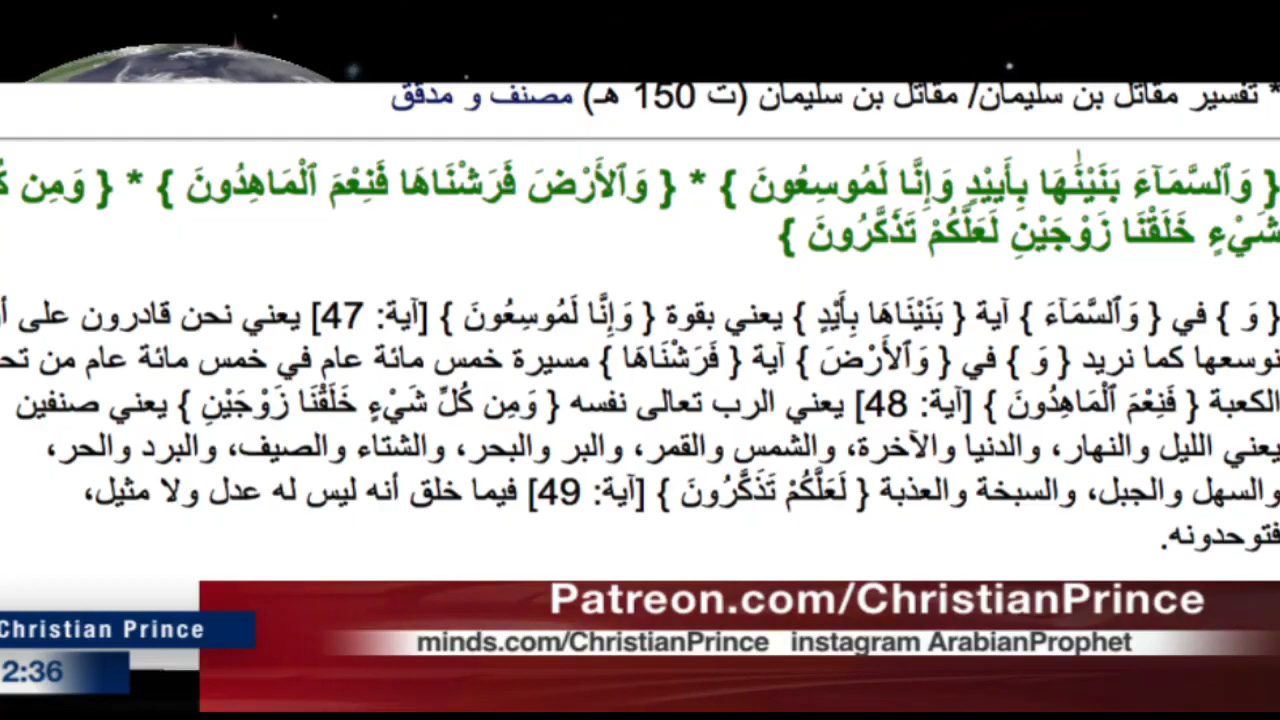 * تفسير مقاتل بن سليمان/ مقاتل بن سليمان (ت 150 هـ) مصنف و مدقق
{ وَٱلسَّمَآءَ بَنَيْنَٰهَا بِأَييْدٍ وَإِنَّا لَمُوسِعُونَ } * { وَٱلأَرْضَ فَرَشْنَاهَا فَنِعْمَ ٱلْمَاهِدُونَ } * { وَمِن
شَيْءٍ خَلَقْنَا زَوْجَيْنِ لَعَلَّكُمْ تَذَكَّرُونَ }
{ وَ } في { وَٱلسَّمَآءَ } آية { بَنَيْنَاهَا بِأَيْدٍ } يعني بقوة { وَإِنَّا لَمُوسِعُونَ } [آية: 47] يعني نحن قادرون على
نوسعها كما نريد { وَ } في { وَٱلأَرْضَ } آية { فَرَشْنَاهَا } مسيرة خمس مائة عام في خمس مائة عام من
الكعبة { فَنِعْمَ ٱلْمَاهِدُونَ } [آية: 48] يعني الرب تعالى نفسه { وَمِن كُلِّ شَيْءٍ خَلَقْنَا زَوْجَيْنِ } يعني صنفين
يعني الليل والنهار، والدنيا والآخرة، والشمس والقمر، والبر والبحر، والشتاء والصيف، والبرد والحر،
والسهل والجبل، والسبخة والعذبة { لَعَلَّكُمْ تَذَكَّرُونَ } [آية: 49] فيما خلق أنه ليس له عدل ولا مثيل،
فتوحدونه.
Patreon.com/ChristianPrince
Christian Prince
minds.com/ChristianPrince instagram ArabianProphet
2:36